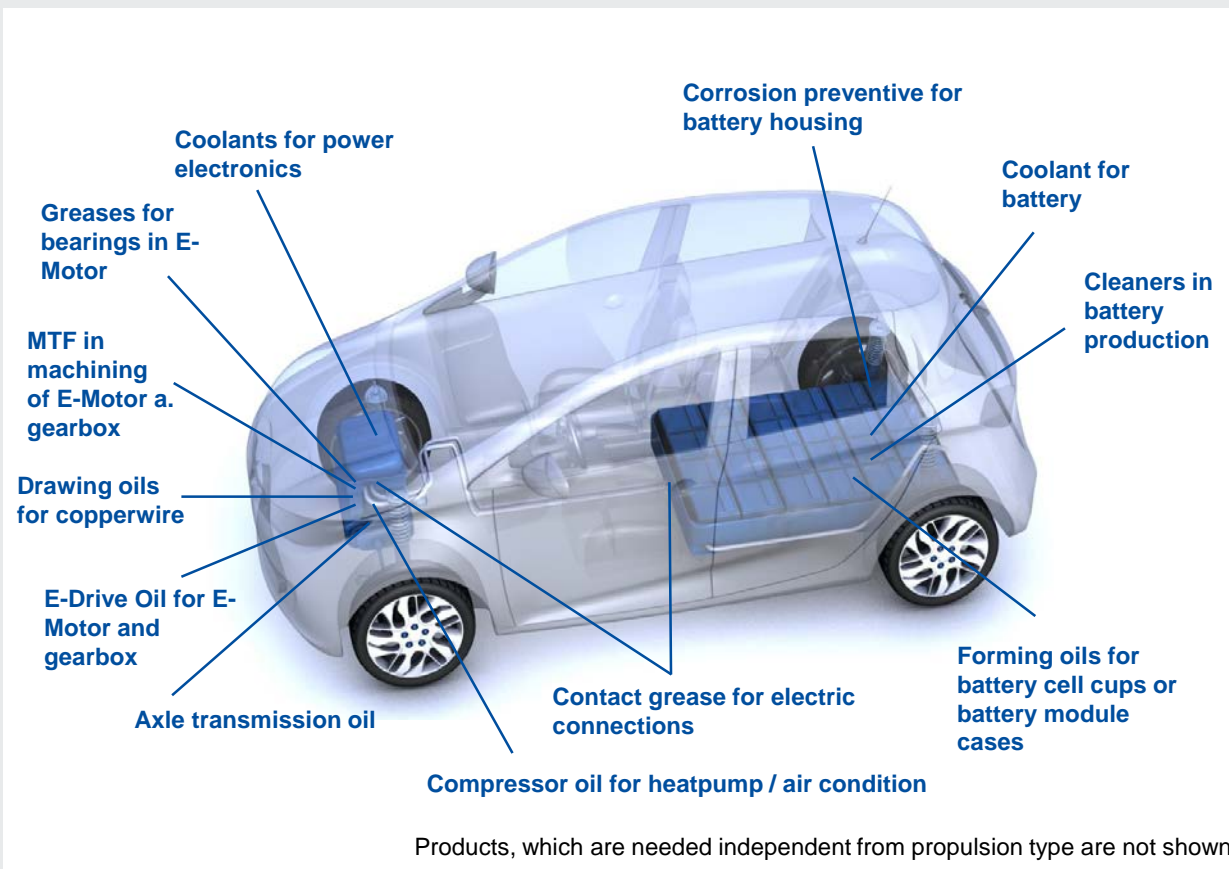 Corrosion preventive for
battery housing
Coolants for power
electronics
Coolant for
battery
Greases for
bearings in E-
Motor
Cleaners in
battery
production
MTF in
machining
of E-Motor a.
gearbox
Drawing oils
for copperwire
E-Drive Oil for E-
Motor and
gearbox
Forming oils for
battery cell cups or
battery module
cases
Contact grease for electric
connections
Axle transmission oil
Compressor oil for heatpump / air condition
Products, which are needed independent from propulsion type are not shown